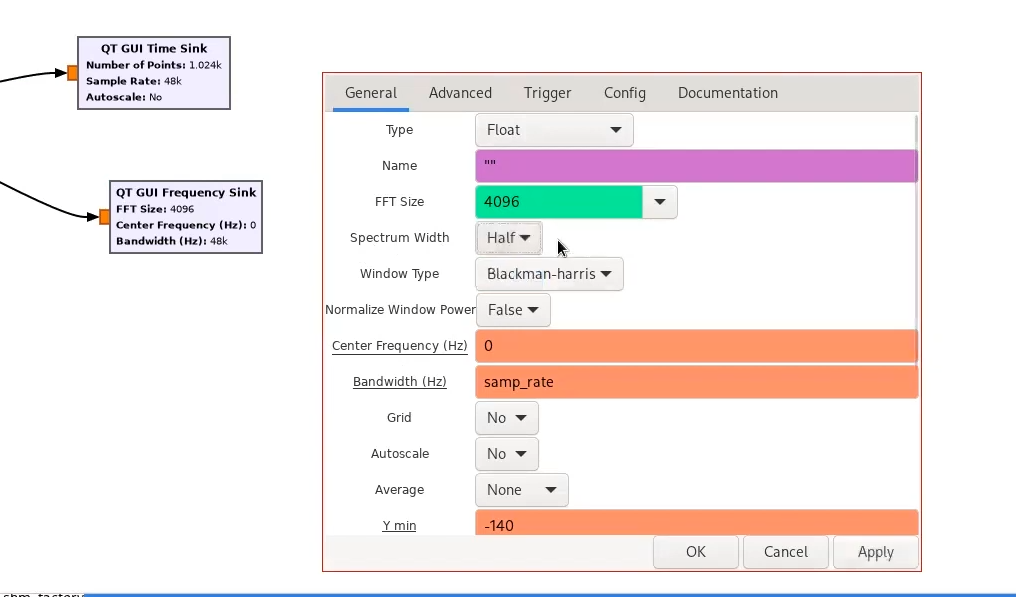 QT GUI Time Sink
Number of Points: 1.024k
Sample Rate: 48k
Autoscale: No
QT GUI Frequency Sink
FFT Size: 4096
Center Frequency (Hz): 0
Bandwidth (Hz): 48k
General Advanced Trigger Config Documentation
Type Float
Name ""
FFT Size 4096
Spectrum Width Half
Window Type Blackman-harris
Normalize Window Power False
Center Frequency (Hz) 0
Bandwidth (Hz) samp_rate
Grid No
Autoscale No
Average None
Y min -140
OK Cancel Apply